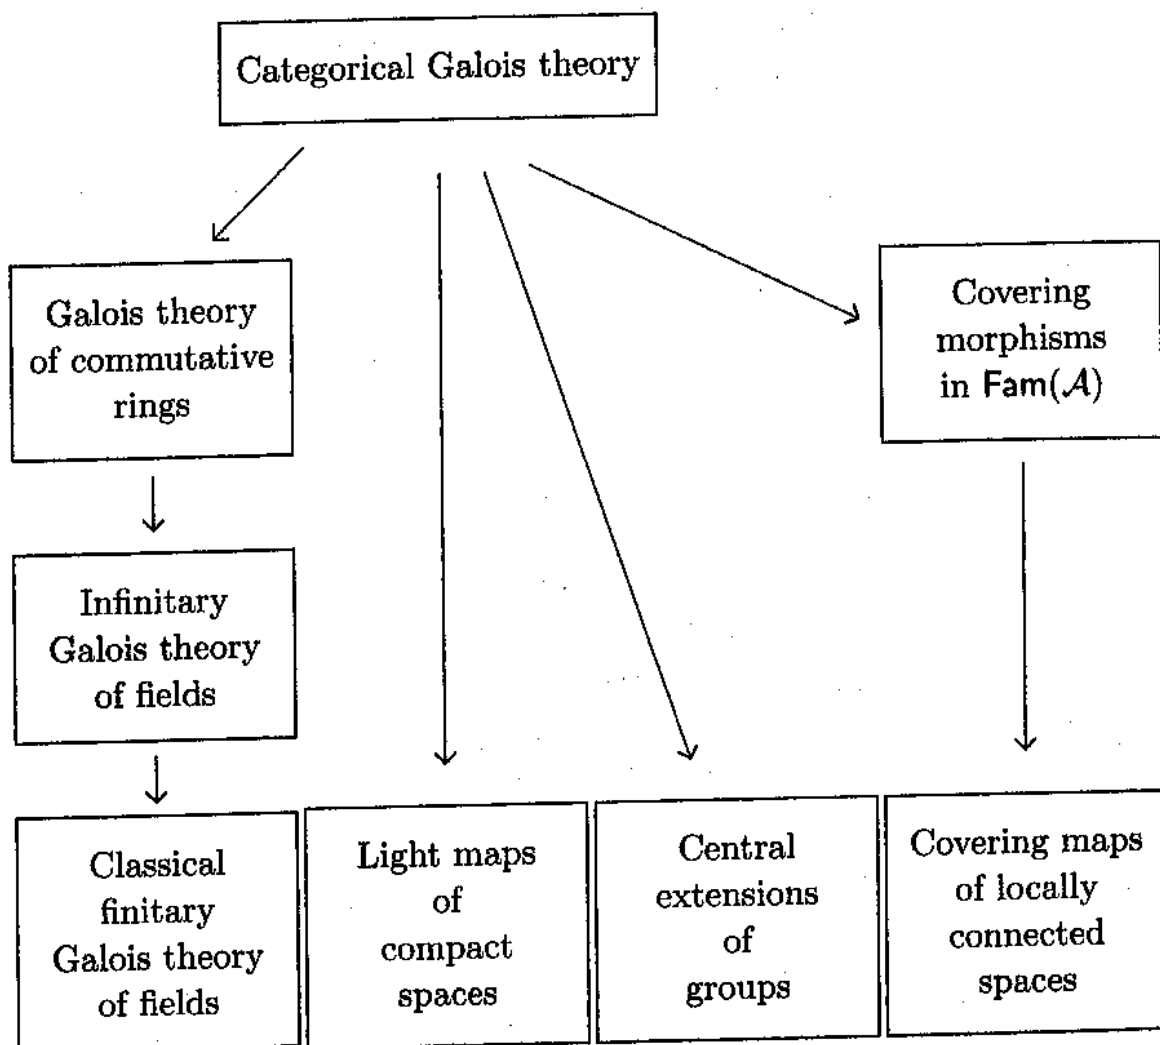 Categorical Galois theory
Galois theory
of commutative
rings
Covering
morphisms
in Fam(𝒜)
Infinitary
Galois theory
of fields
Classical
finitary
Galois theory
of fields
Light maps
of
compact
spaces
Central
extensions
of
groups
Covering maps
of locally
connected
spaces